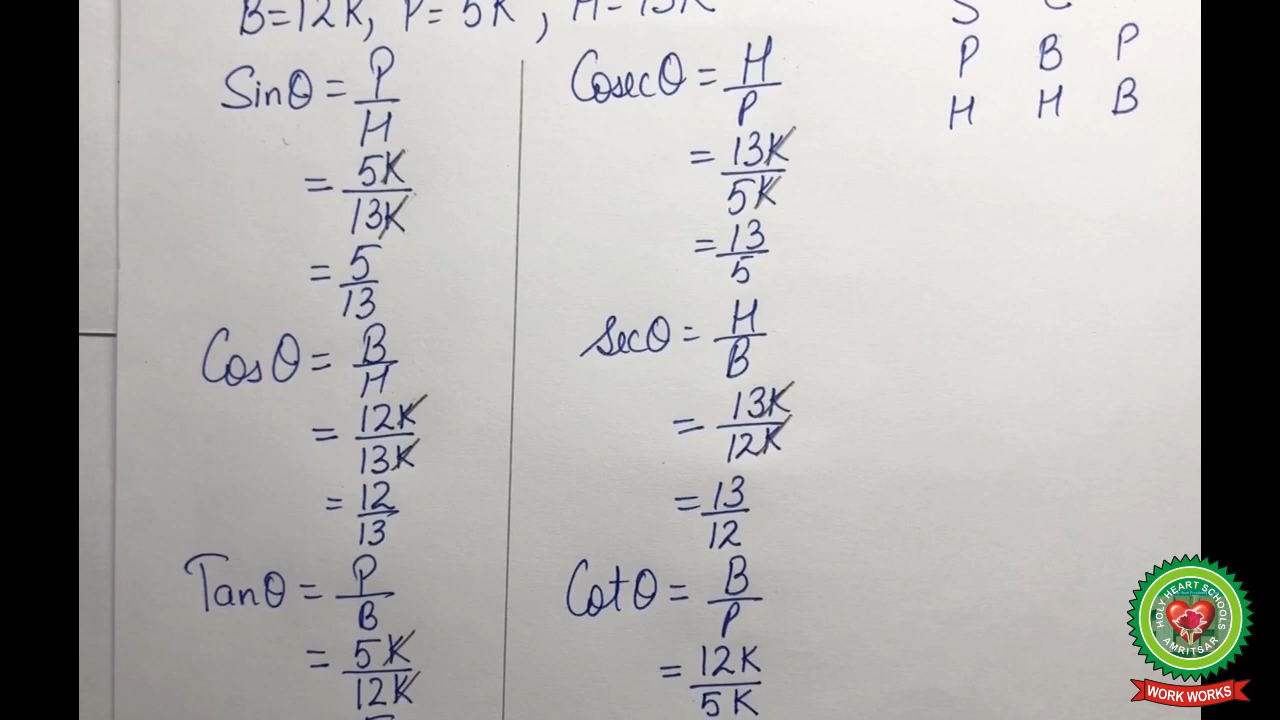 B=12K, P=5K, H=13K
S C
P B P
H H B
Sinθ = P/H
= 5K/13K
= 5/13
Cosθ = B/H
= 12K/13K
= 12/13
Tanθ = P/B
= 5K/12K
Cosecθ = H/P
= 13K/5K
= 13/5
Secθ = H/B
= 13K/12K
= 13/12
Cotθ = B/P
= 12K/5K
HOLY HEART SCHOOLS
AMRITSAR
WORK WORKS